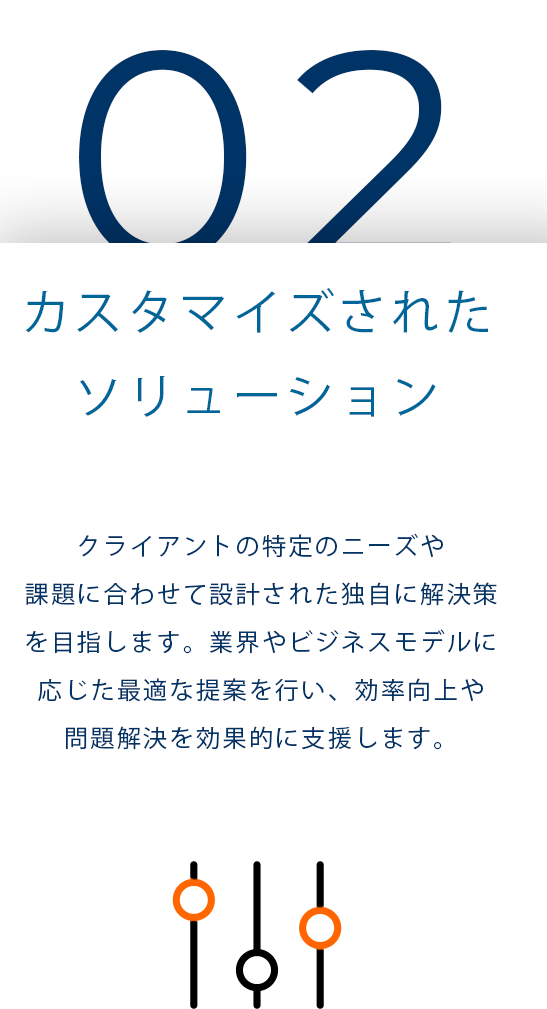 02
カスタマイズされた
ソリューション
クライアントの特定のニーズや
課題に合わせて設計された独自に解決策
を目指します。業界やビジネスモデルに
応じた最適な提案を行い、効率向上や
問題解決を効果的に支援します。